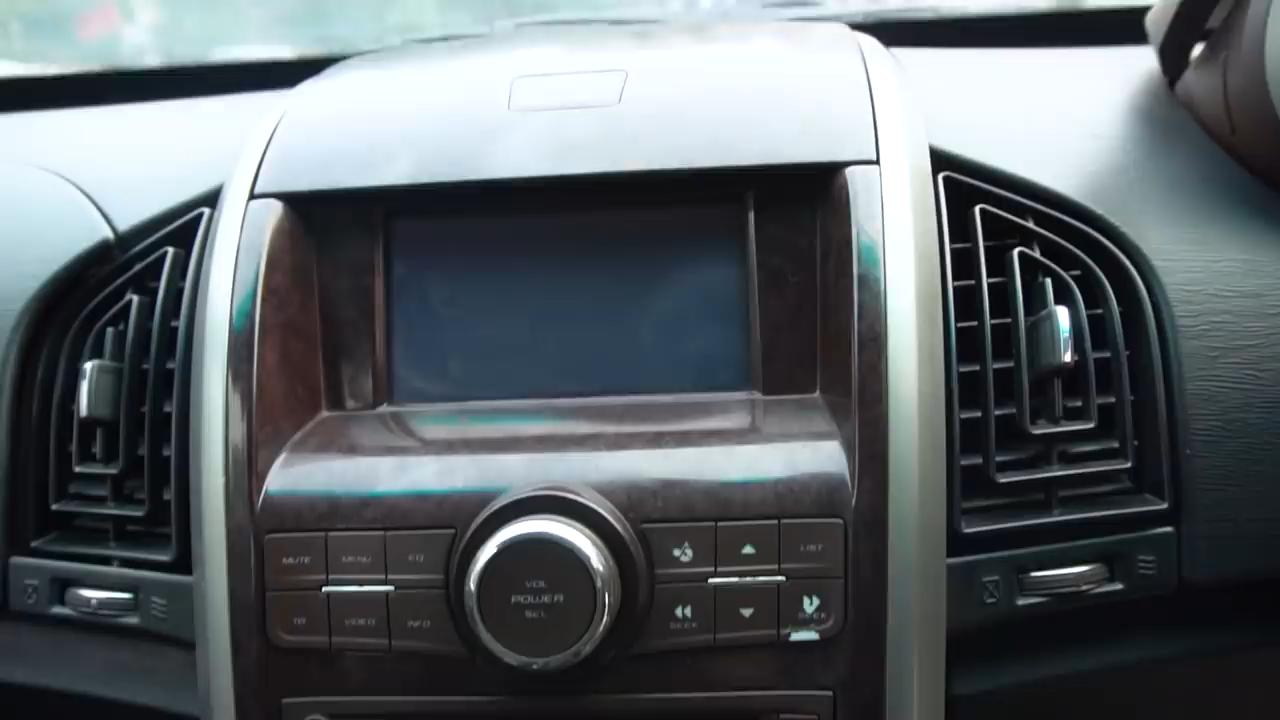 MUTE MENU EQ
TA VIDEO INFO
VOL
POWER
SEL
LIST
SEEK
SEEK